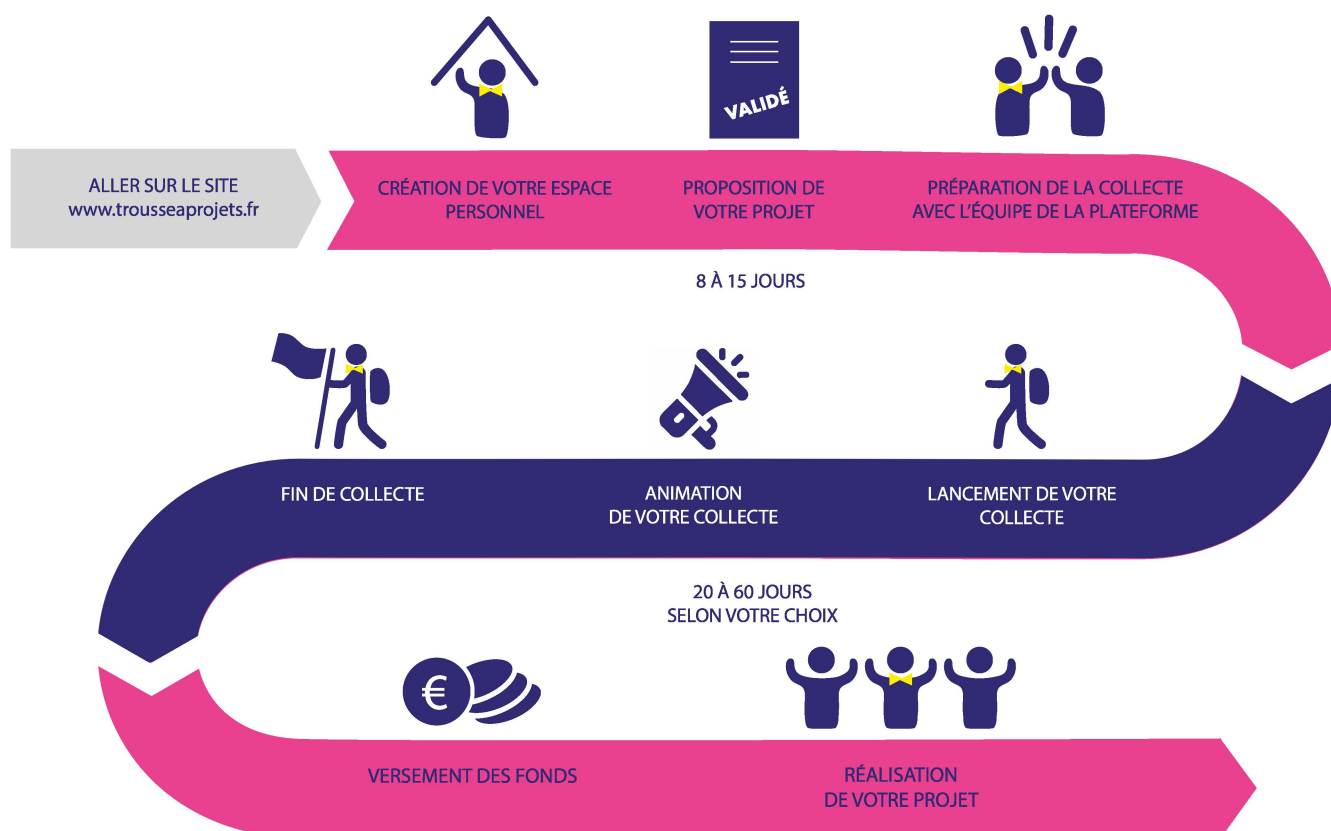 VALIDÉ
ALLER SUR LE SITE
www.trousseaprojets.fr
CRÉATION DE VOTRE ESPACE
PERSONNEL
PROPOSITION DE
VOTRE PROJET
PRÉPARATION DE LA COLLECTE
AVEC L'ÉQUIPE DE LA PLATEFORME
8 À 15 JOURS
LANCEMENT DE VOTRE
COLLECTE
ANIMATION
DE VOTRE COLLECTE
FIN DE COLLECTE
20 À 60 JOURS
SELON VOTRE CHOIX
€
VERSEMENT DES FONDS
RÉALISATION
DE VOTRE PROJET